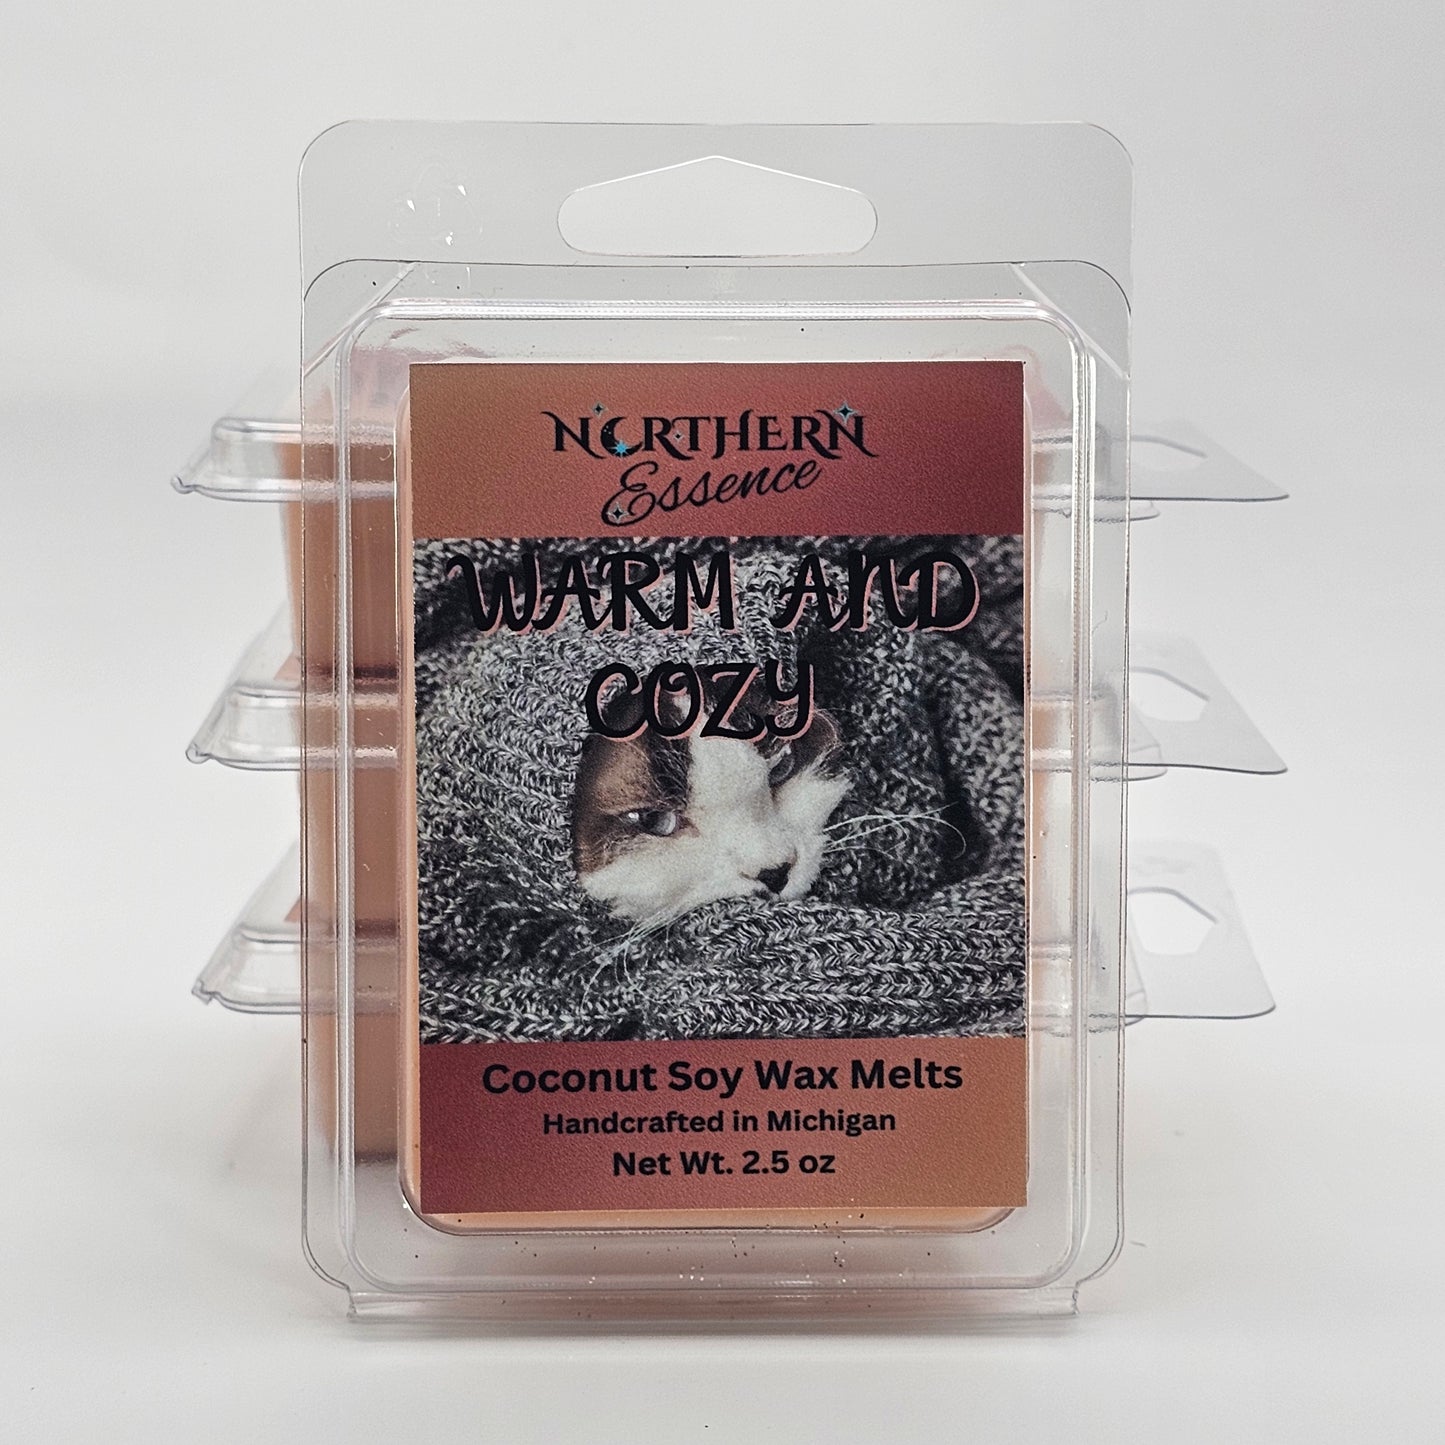 NORTHERN
Essence
WARM AND
COZY
Coconut Soy Wax Melts
Handcrafted in Michigan
Net Wt. 2.5 oz